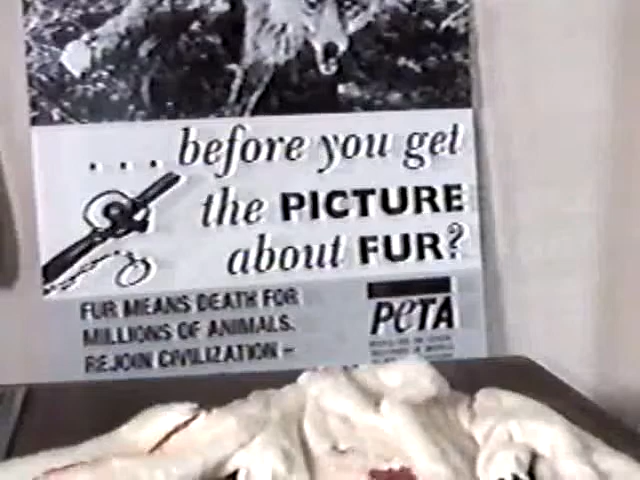 ...before you get
the PICTURE
about FUR?
FUR MEANS DEATH FOR
MILLIONS OF ANIMALS.
REJOIN CIVILIZATION –
PeTA